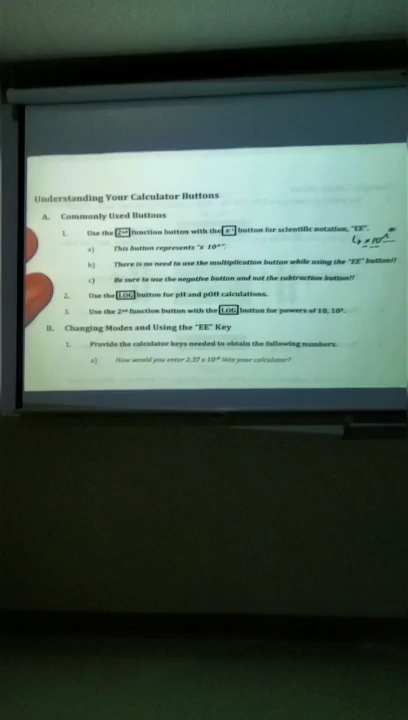 Understanding Your Calculator Buttons
A. Commonly Used Buttons
1. Use the 2nd function button with the button for scientific notation, "EE".
x 10^
a) This button represents "x 10^";
b) There is no need to use the multiplication button while using the "EE" button!!
c) Be sure to use the negative button and not the subtraction button!!
2. Use the LOG button for pH and pOH calculations.
3. Use the 2nd function button with the LOG button for powers of 10, 10ˣ.
B. Changing Modes and Using the "EE" Key
1. Provide the calculator keys needed to obtain the following numbers.
a) How would you enter 2.37 x into your calculator?